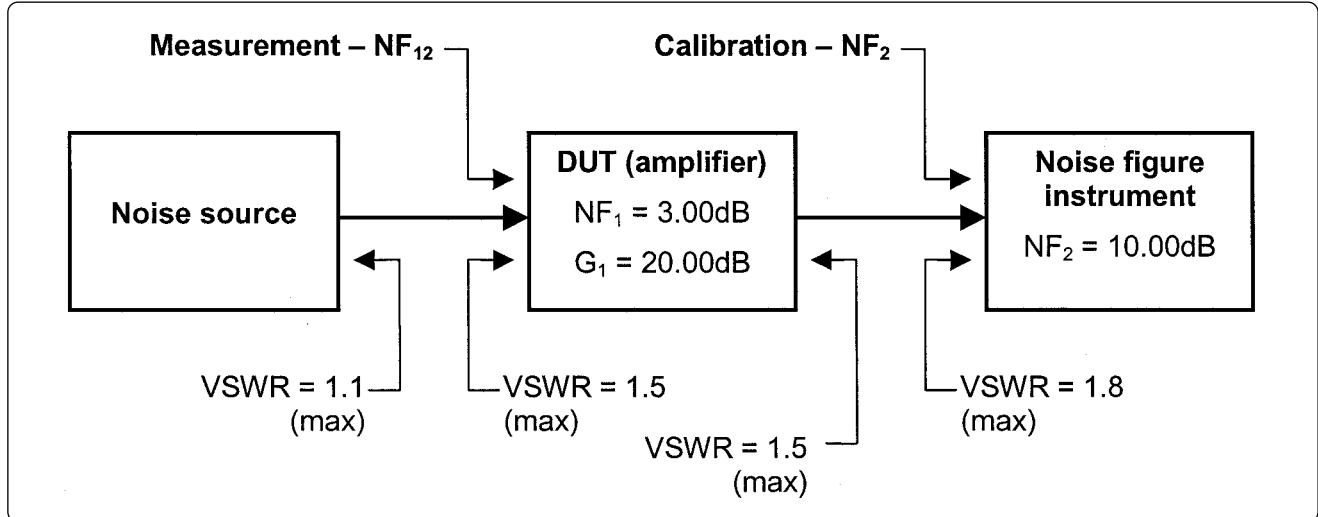 Measurement – NF₁₂
Calibration – NF₂
Noise source
DUT (amplifier)
NF₁ = 3.00dB
G₁ = 20.00dB
Noise figure
instrument
NF₂ = 10.00dB
VSWR = 1.1
(max)
VSWR = 1.5
(max)
VSWR = 1.5
(max)
VSWR = 1.8
(max)